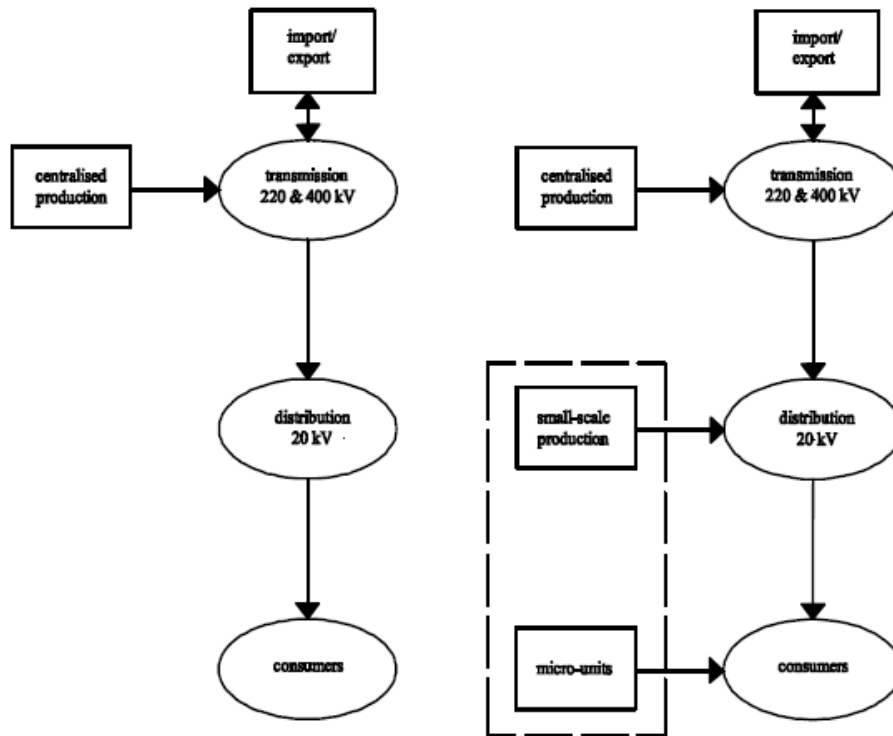 import/
export
centralised
production
transmission
220 & 400 kV
distribution
20 kV
consumers
import/
export
centralised
production
transmission
220 & 400 kV
small-scale
production
distribution
20 kV
micro-units
consumers